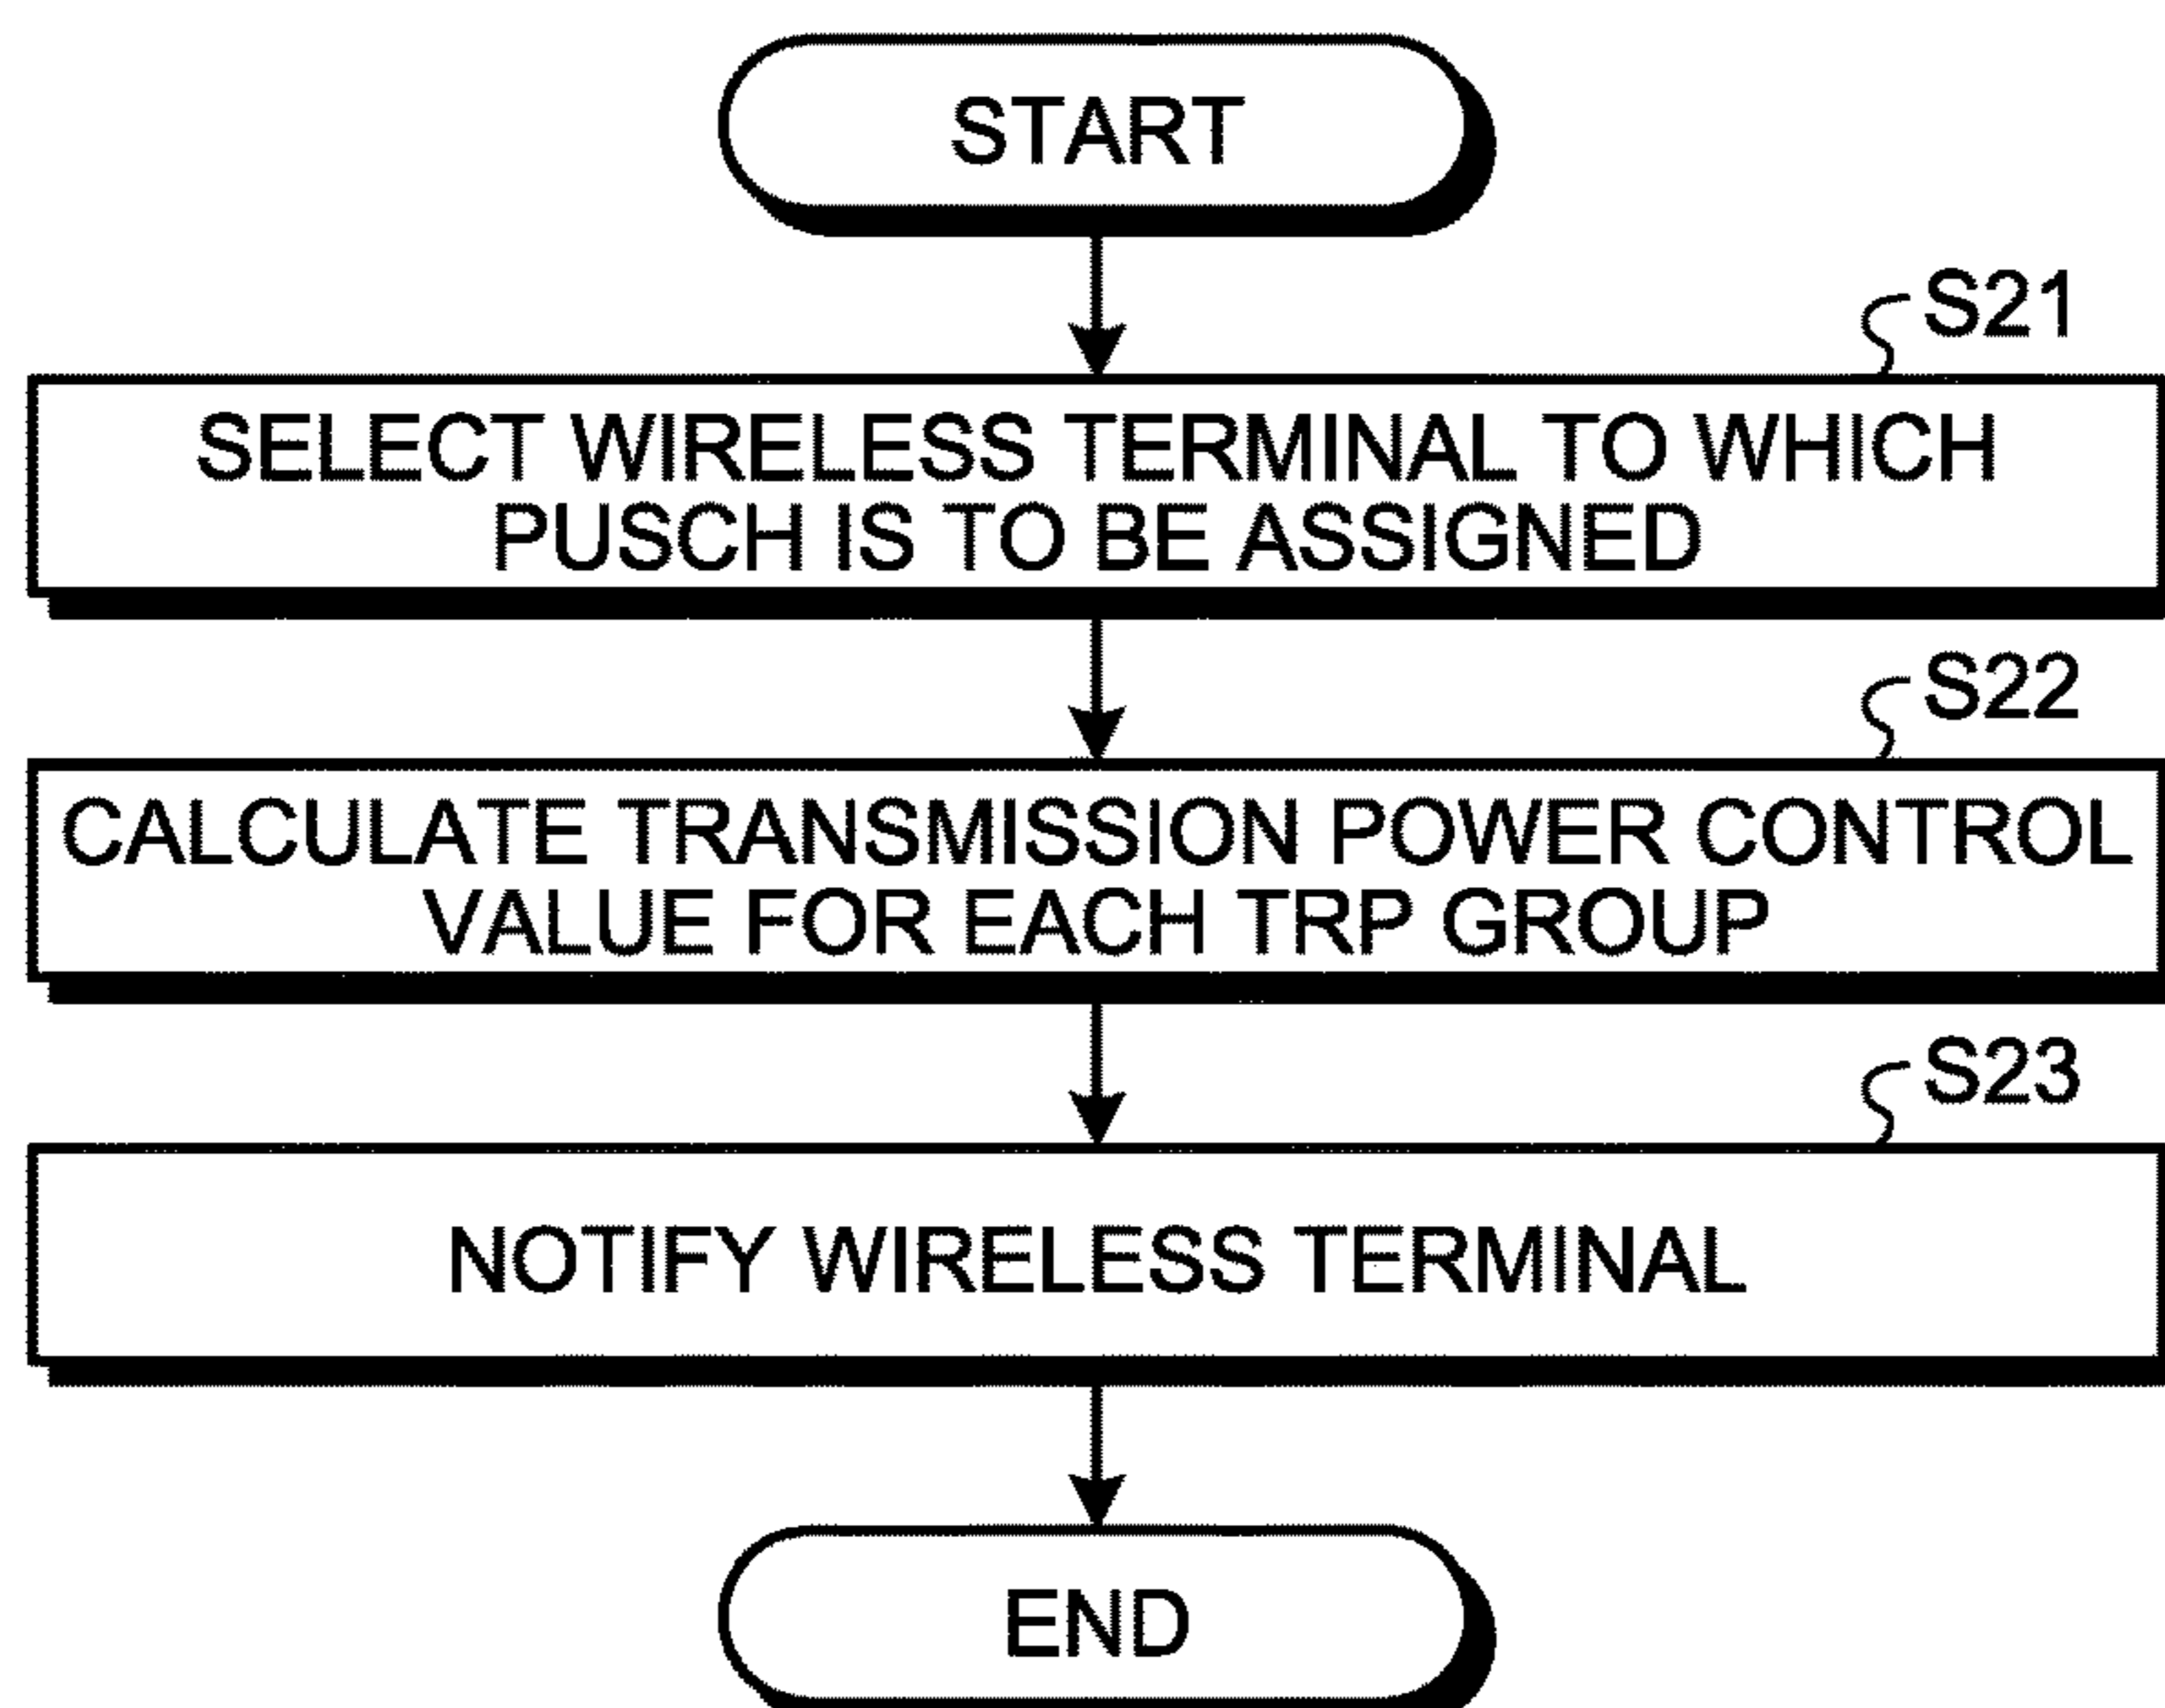 START
S21
SELECT WIRELESS TERMINAL TO WHICH
PUSCH IS TO BE ASSIGNED
S22
CALCULATE TRANSMISSION POWER CONTROL
VALUE FOR EACH TRP GROUP
S23
NOTIFY WIRELESS TERMINAL
END